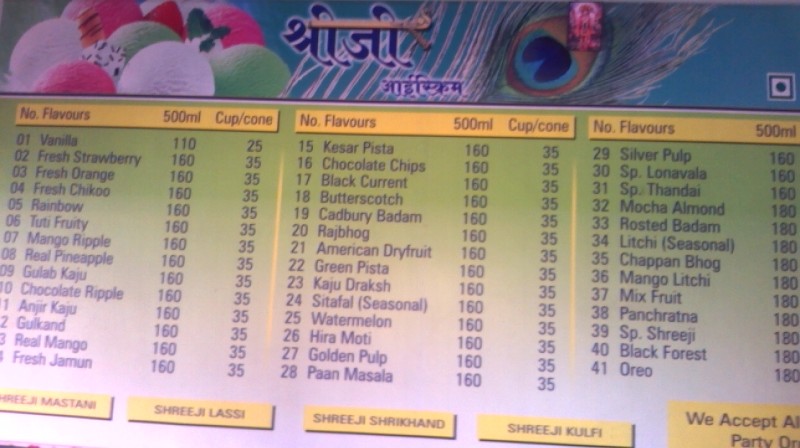 श्रीजी
आईस्क्रिम
No. Flavours 500ml Cup/cone
01 Vanilla 110 25
02 Fresh Strawberry 160 35
03 Fresh Orange 160 35
04 Fresh Chikoo 160 35
05 Rainbow 160 35
06 Tuti Fruity 160 35
07 Mango Ripple 160 35
08 Real Pineapple 160 35
09 Gulab Kaju 160 35
10 Chocolate Ripple 160 35
1 Anjir Kaju 160 35
2 Gulkand 160 35
3 Real Mango 160 35
4 Fresh Jamun 160 35
No. Flavours 500ml Cup/cone
15 Kesar Pista 160 35
16 Chocolate Chips 160 35
17 Black Current 160 35
18 Butterscotch 160 35
19 Cadbury Badam 160 35
20 Rajbhog 160 35
21 American Dryfruit 160 35
22 Green Pista 160 35
23 Kaju Draksh 160 35
24 Sitafal (Seasonal) 160 35
25 Watermelon 160 35
26 Hira Moti 160 35
27 Golden Pulp 160 35
28 Paan Masala 160 35
No. Flavours 500ml
29 Silver Pulp 160
30 Sp. Lonavala 160
31 Sp. Thandai 160
32 Mocha Almond 180
33 Rosted Badam 180
34 Litchi (Seasonal) 180
35 Chappan Bhog 180
36 Mango Litchi 180
37 Mix Fruit 180
38 Panchratna 180
39 Sp. Shreeji 180
40 Black Forest 180
41 Oreo 180
SHREEJI MASTANI
SHREEJI LASSI
SHREEJI SHRIKHAND
SHREEJI KULFI
We Accept Al
Party Or